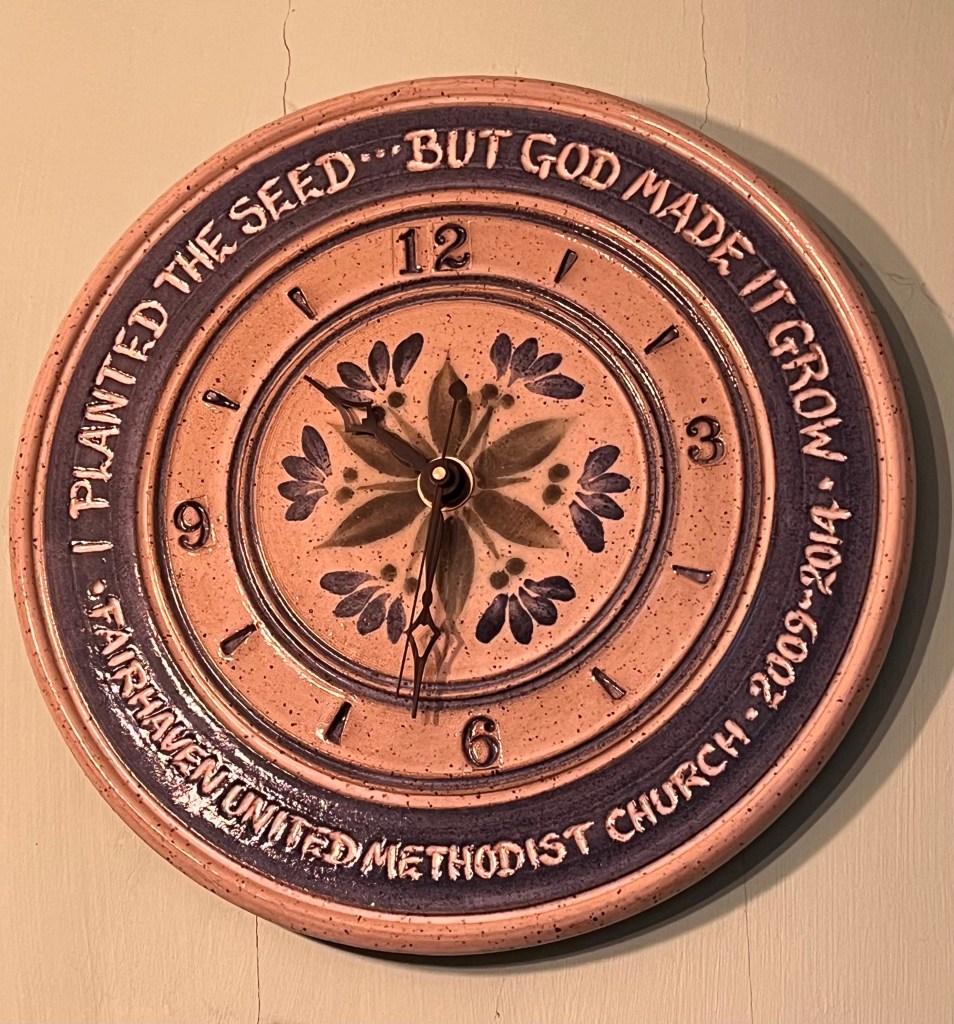 I PLANTED THE SEED...BUT GOD MADE IT GROW •
FAIRHAVEN UNITED METHODIST CHURCH • 2009-2014 •
12
3
6
9